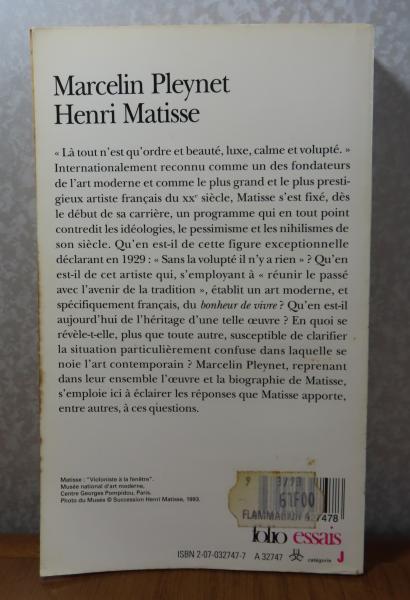 Marcelin Pleynet
Henri Matisse
« Là tout n'est qu'ordre et beauté, luxe, calme et volupté. »
Internationalement reconnu comme un des fondateurs
de l'art moderne et comme le plus grand et le plus presti-
gieux artiste français du XXe siècle, Matisse s'est fixé, dès
le début de sa carrière, un programme qui en tout point
contredit les idéologies, le pessimisme et les nihilismes de
son siècle. Qu'en est-il de cette figure exceptionnelle
déclarant en 1929 : « Sans la volupté il n'y a rien » ? Qu'en
est-il de cet artiste qui, s'employant à « réunir le passé
avec l'avenir de la tradition », établit un art moderne, et
spécifiquement français, du bonheur de vivre ? Qu'en est-il
aujourd'hui de l'héritage d'une telle œuvre ? En quoi se
révèle-t-elle, plus que toute autre, susceptible de clarifier
la situation particulièrement confuse dans laquelle se
noie l'art contemporain ? Marcelin Pleynet, reprenant
dans leur ensemble l'œuvre et la biographie de Matisse,
s'emploie ici à éclairer les réponses que Matisse apporte,
entre autres, à ces questions.
Matisse : "Violoniste à la fenêtre".
Musée national d'art moderne,
Centre Georges Pompidou, Paris.
Photo du Musée © Succession Henri Matisse, 1993.
9
61F00
FLAMMARION 4
7478
folio essais
ISBN 2-07-032747-7 A 32747 catégorie J